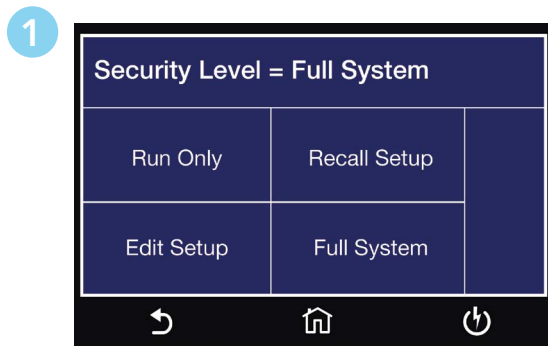 1
Security Level = Full System
Run Only
Recall Setup
Edit Setup
Full System